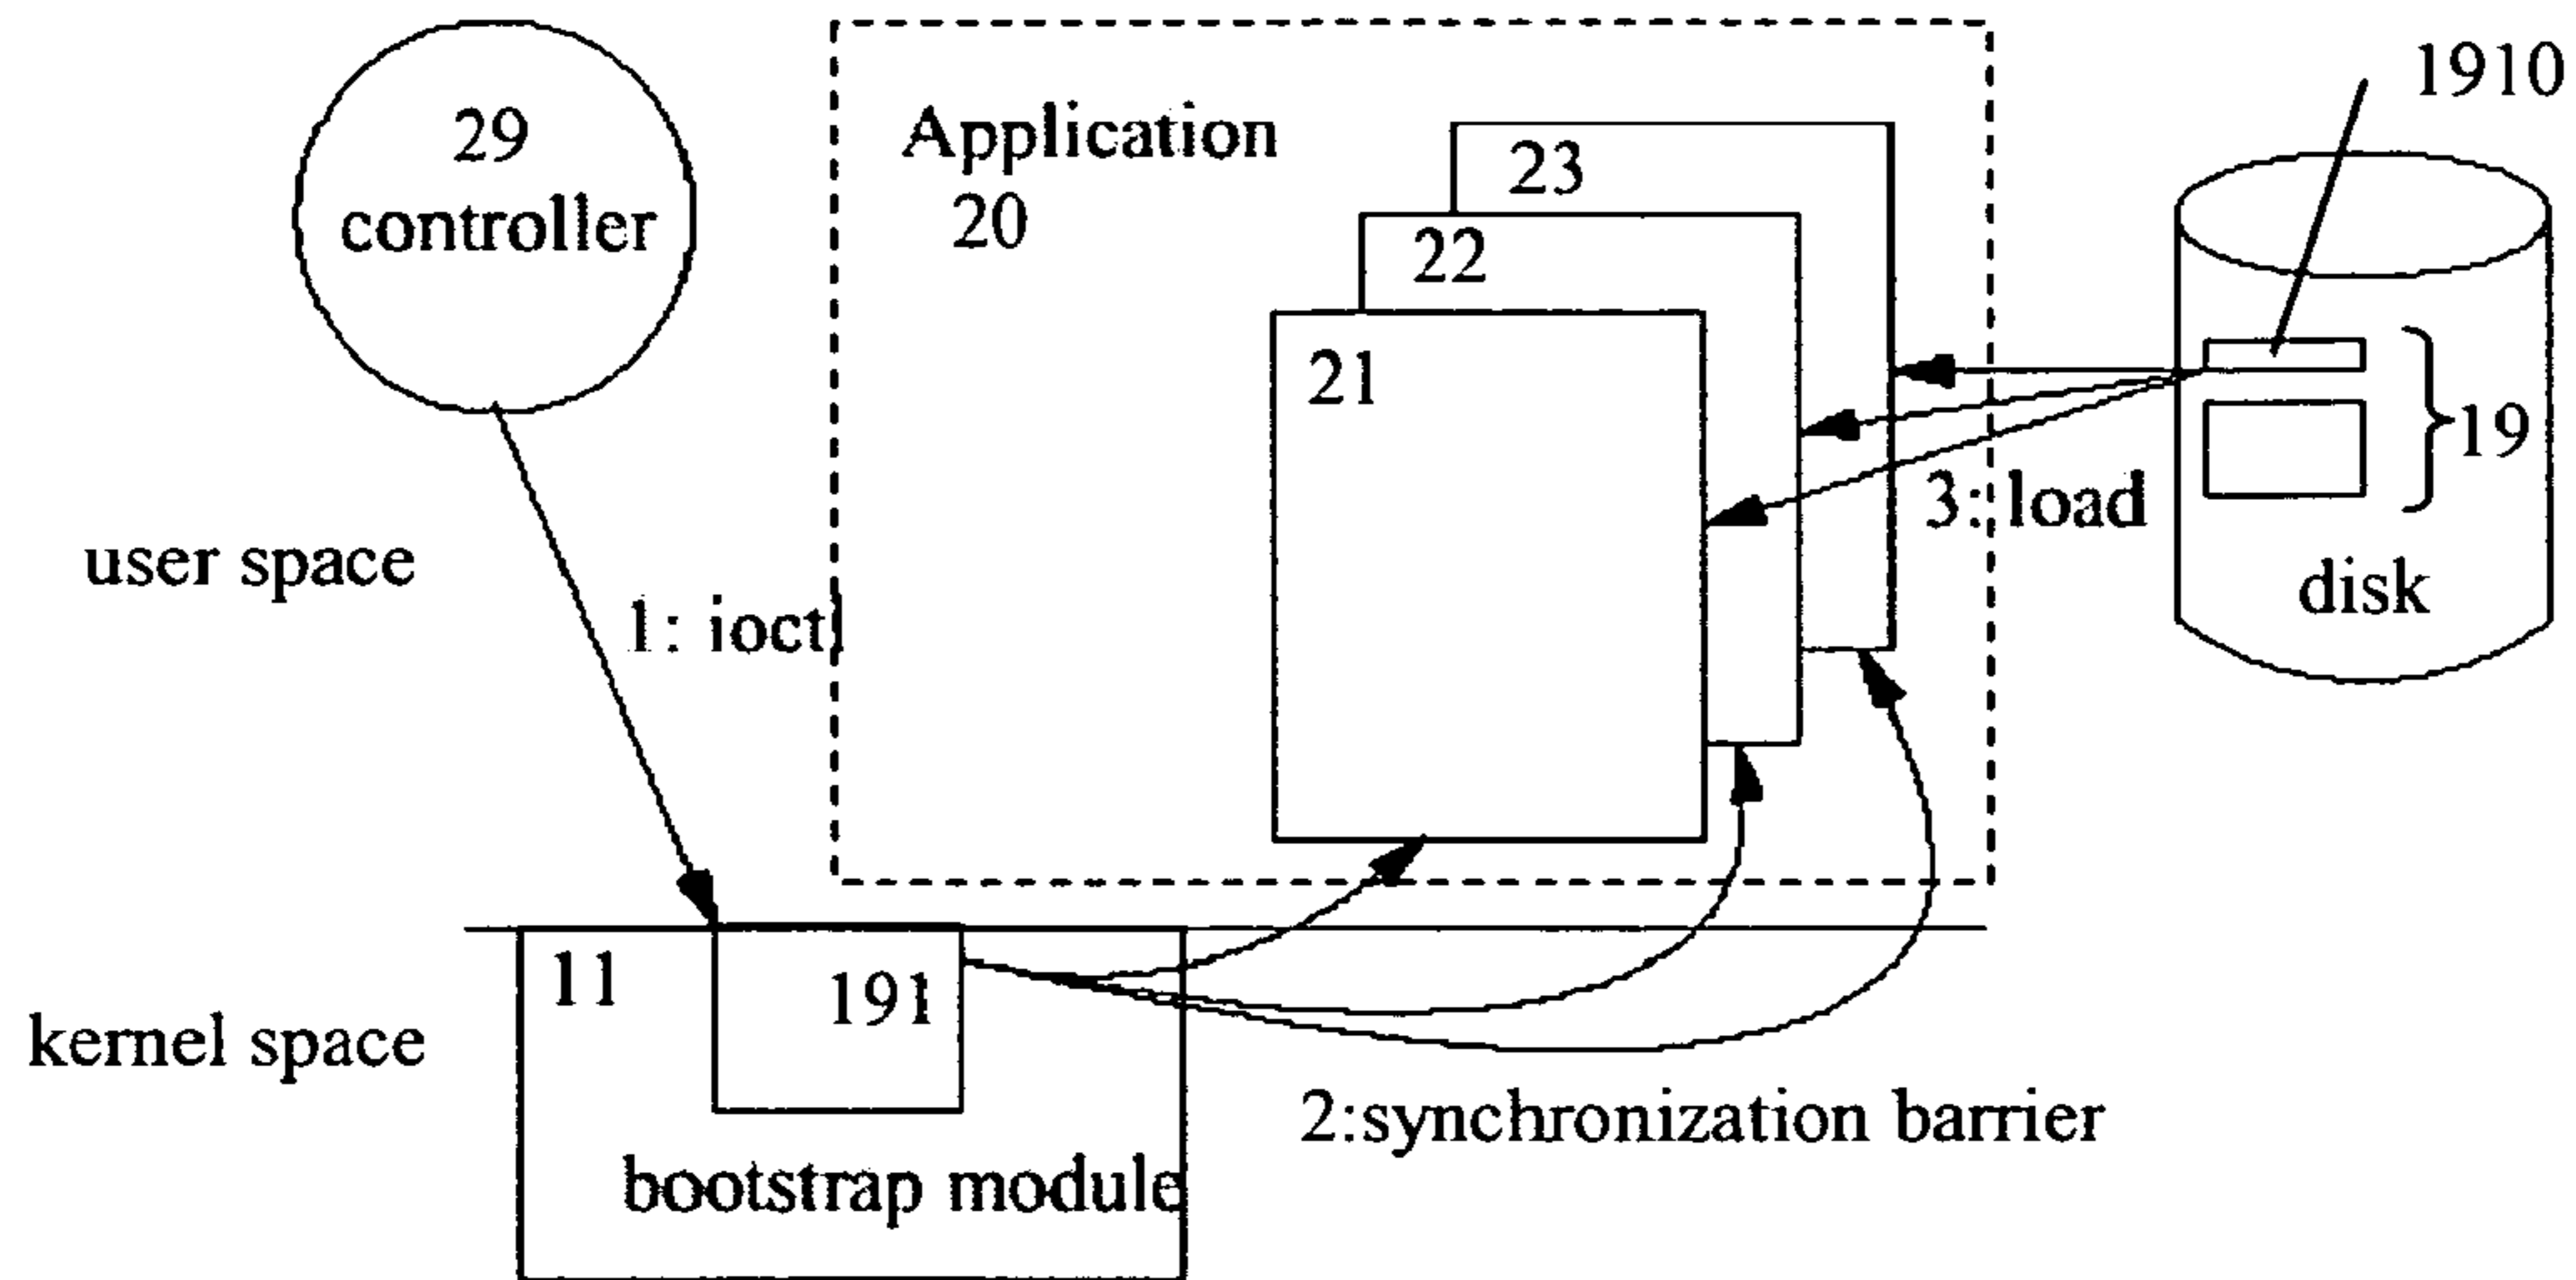 29
controller
Application
20
23
22
21
1910
19
disk
3: load
user space
1: ioctl
11
191
kernel space
bootstrap module
2:synchronization barrier